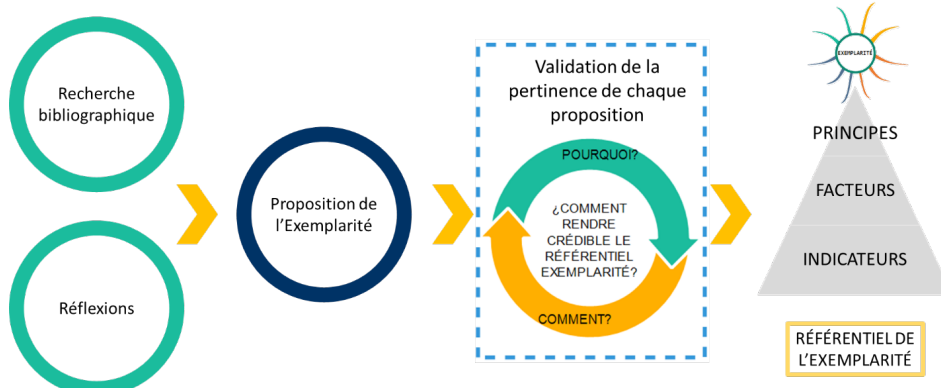 Recherche
bibliographique
Réflexions
Proposition de
l'Exemplarité
Validation de la
pertinence de chaque
proposition
POURQUOI?
¿COMMENT
RENDRE
CRÉDIBLE LE
RÉFÉRENTIEL
EXEMPLARITÉ?
COMMENT?
EXEMPLARITÉ
PRINCIPES
FACTEURS
INDICATEURS
RÉFÉRENTIEL DE
L'EXEMPLARITÉ